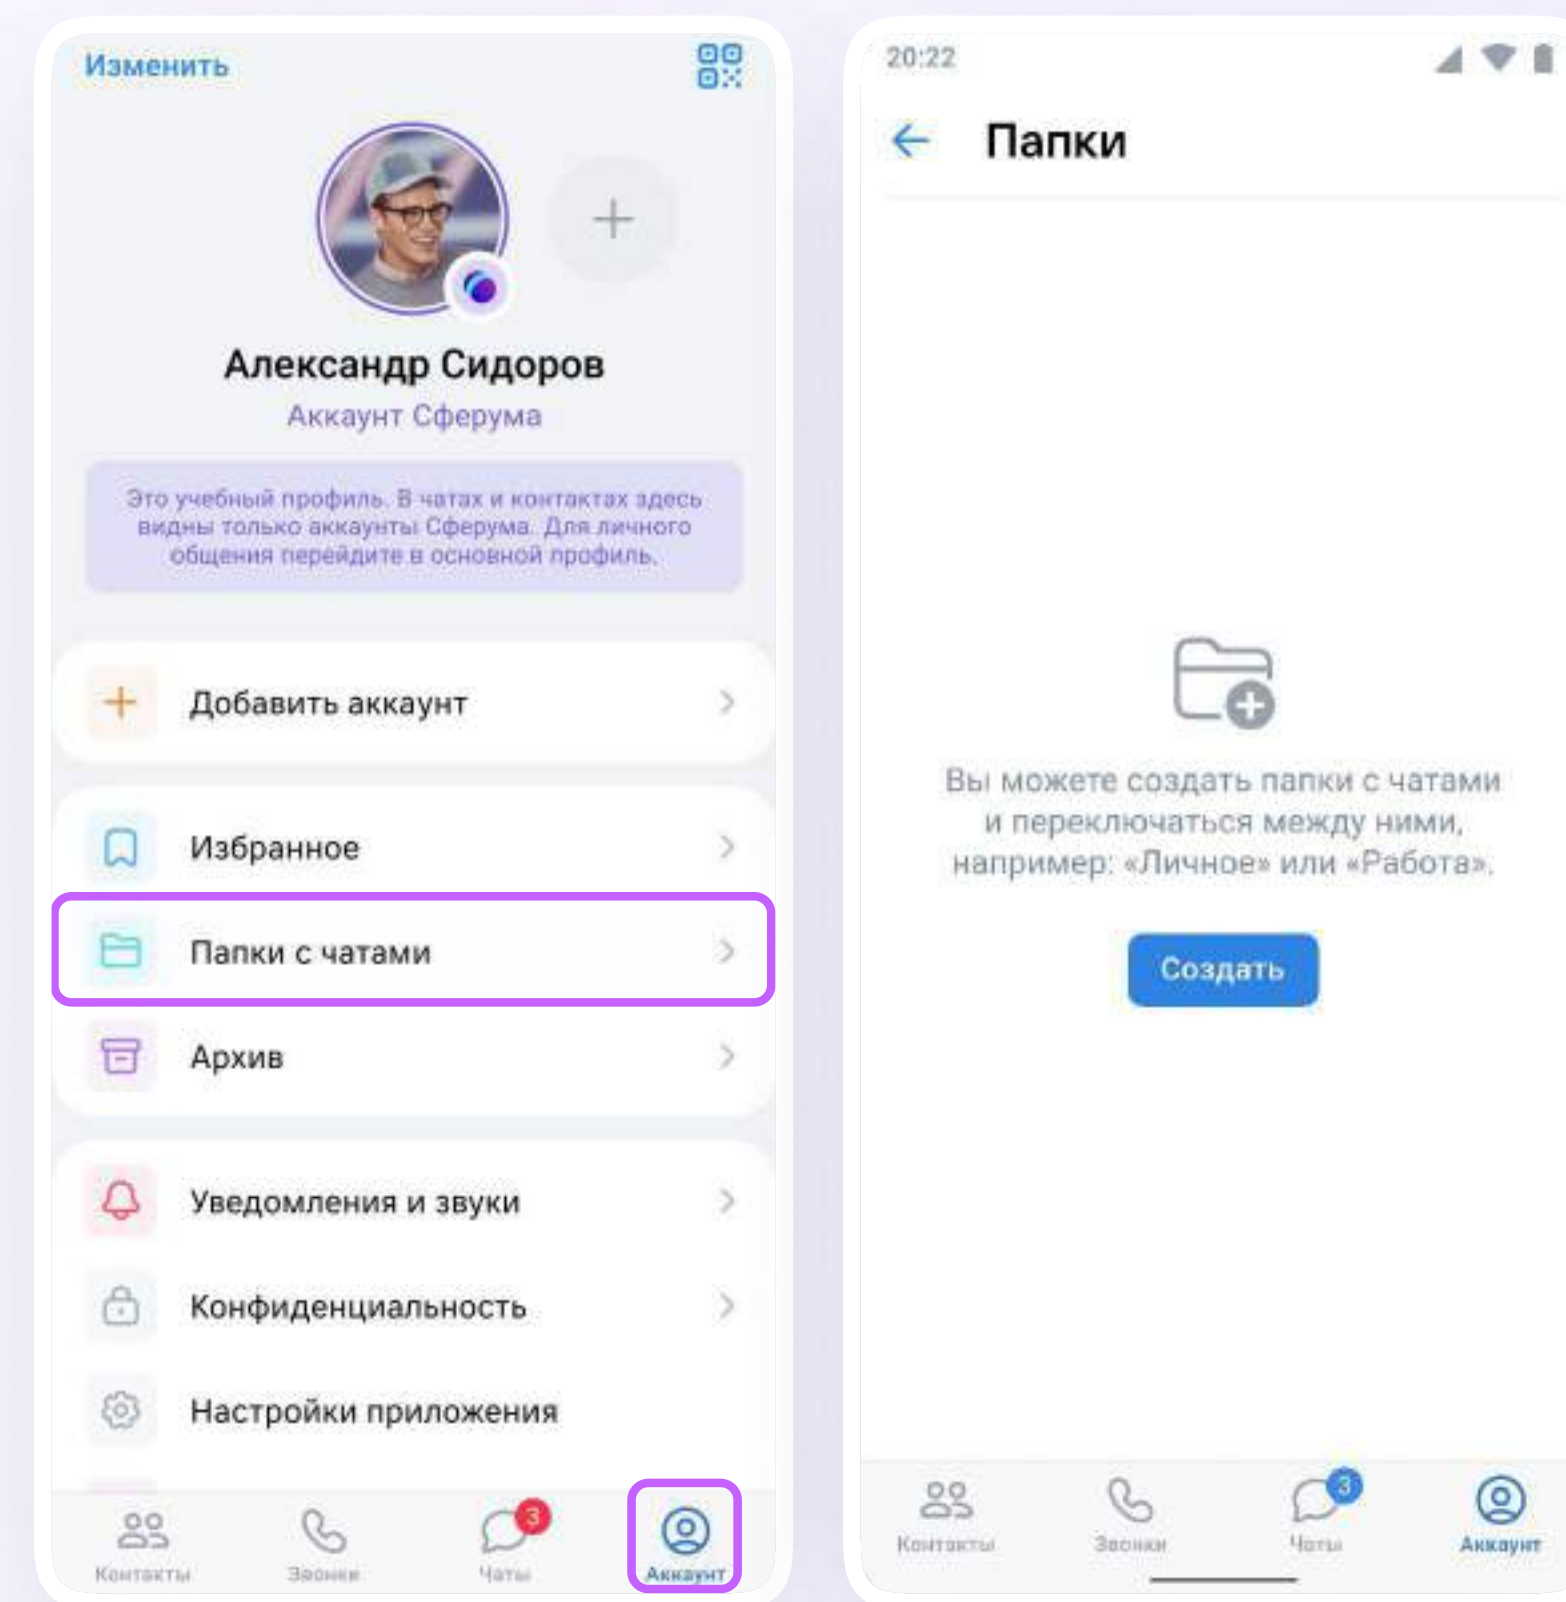 Изменить
Александр Сидоров
Аккаунт Сферума
Это учебный профиль. В чатах и контактах здесь
видны только аккаунты Сферума. Для личного
общения перейдите в основной профиль.
Добавить аккаунт
Избранное
Папки с чатами
Архив
Уведомления и звуки
Конфиденциальность
Настройки приложения
3
Контакты
Звонки
Чаты
Аккаунт
20:22
Папки
Вы можете создать папки с чатами
и переключаться между ними,
например: «Личное» или «Работа».
Создать
3
Контакты
Звонки
Чаты
Аккаунт